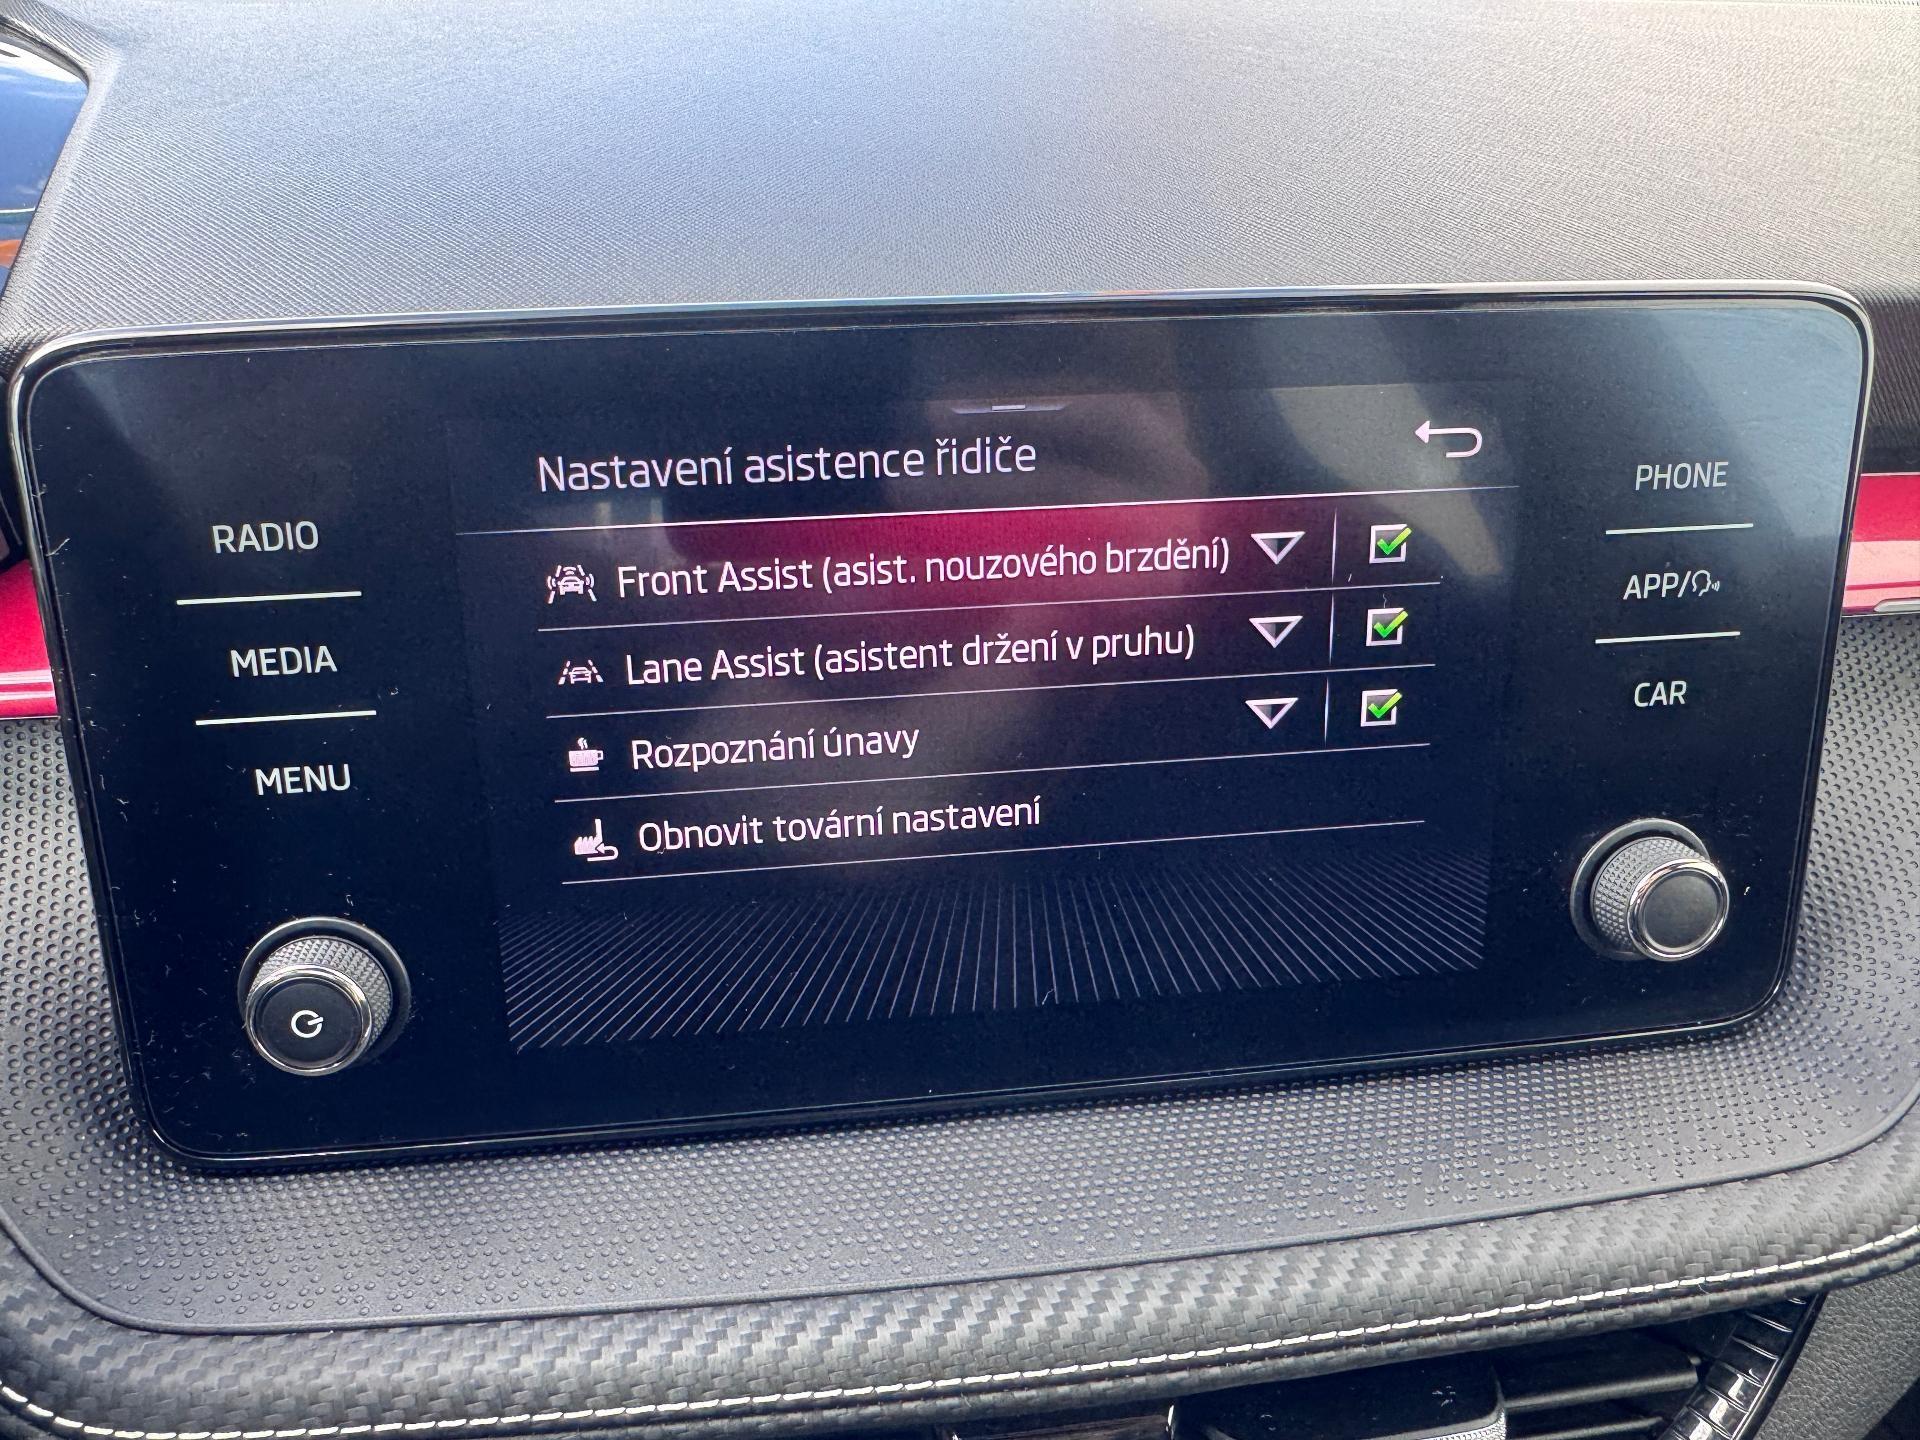 Nastavení asistence řidiče
Front Assist (asist. nouzového brzdění)
Lane Assist (asistent držení v pruhu)
Rozpoznání únavy
Obnovit tovární nastavení
RADIO
MEDIA
MENU
PHONE
APP/
CAR